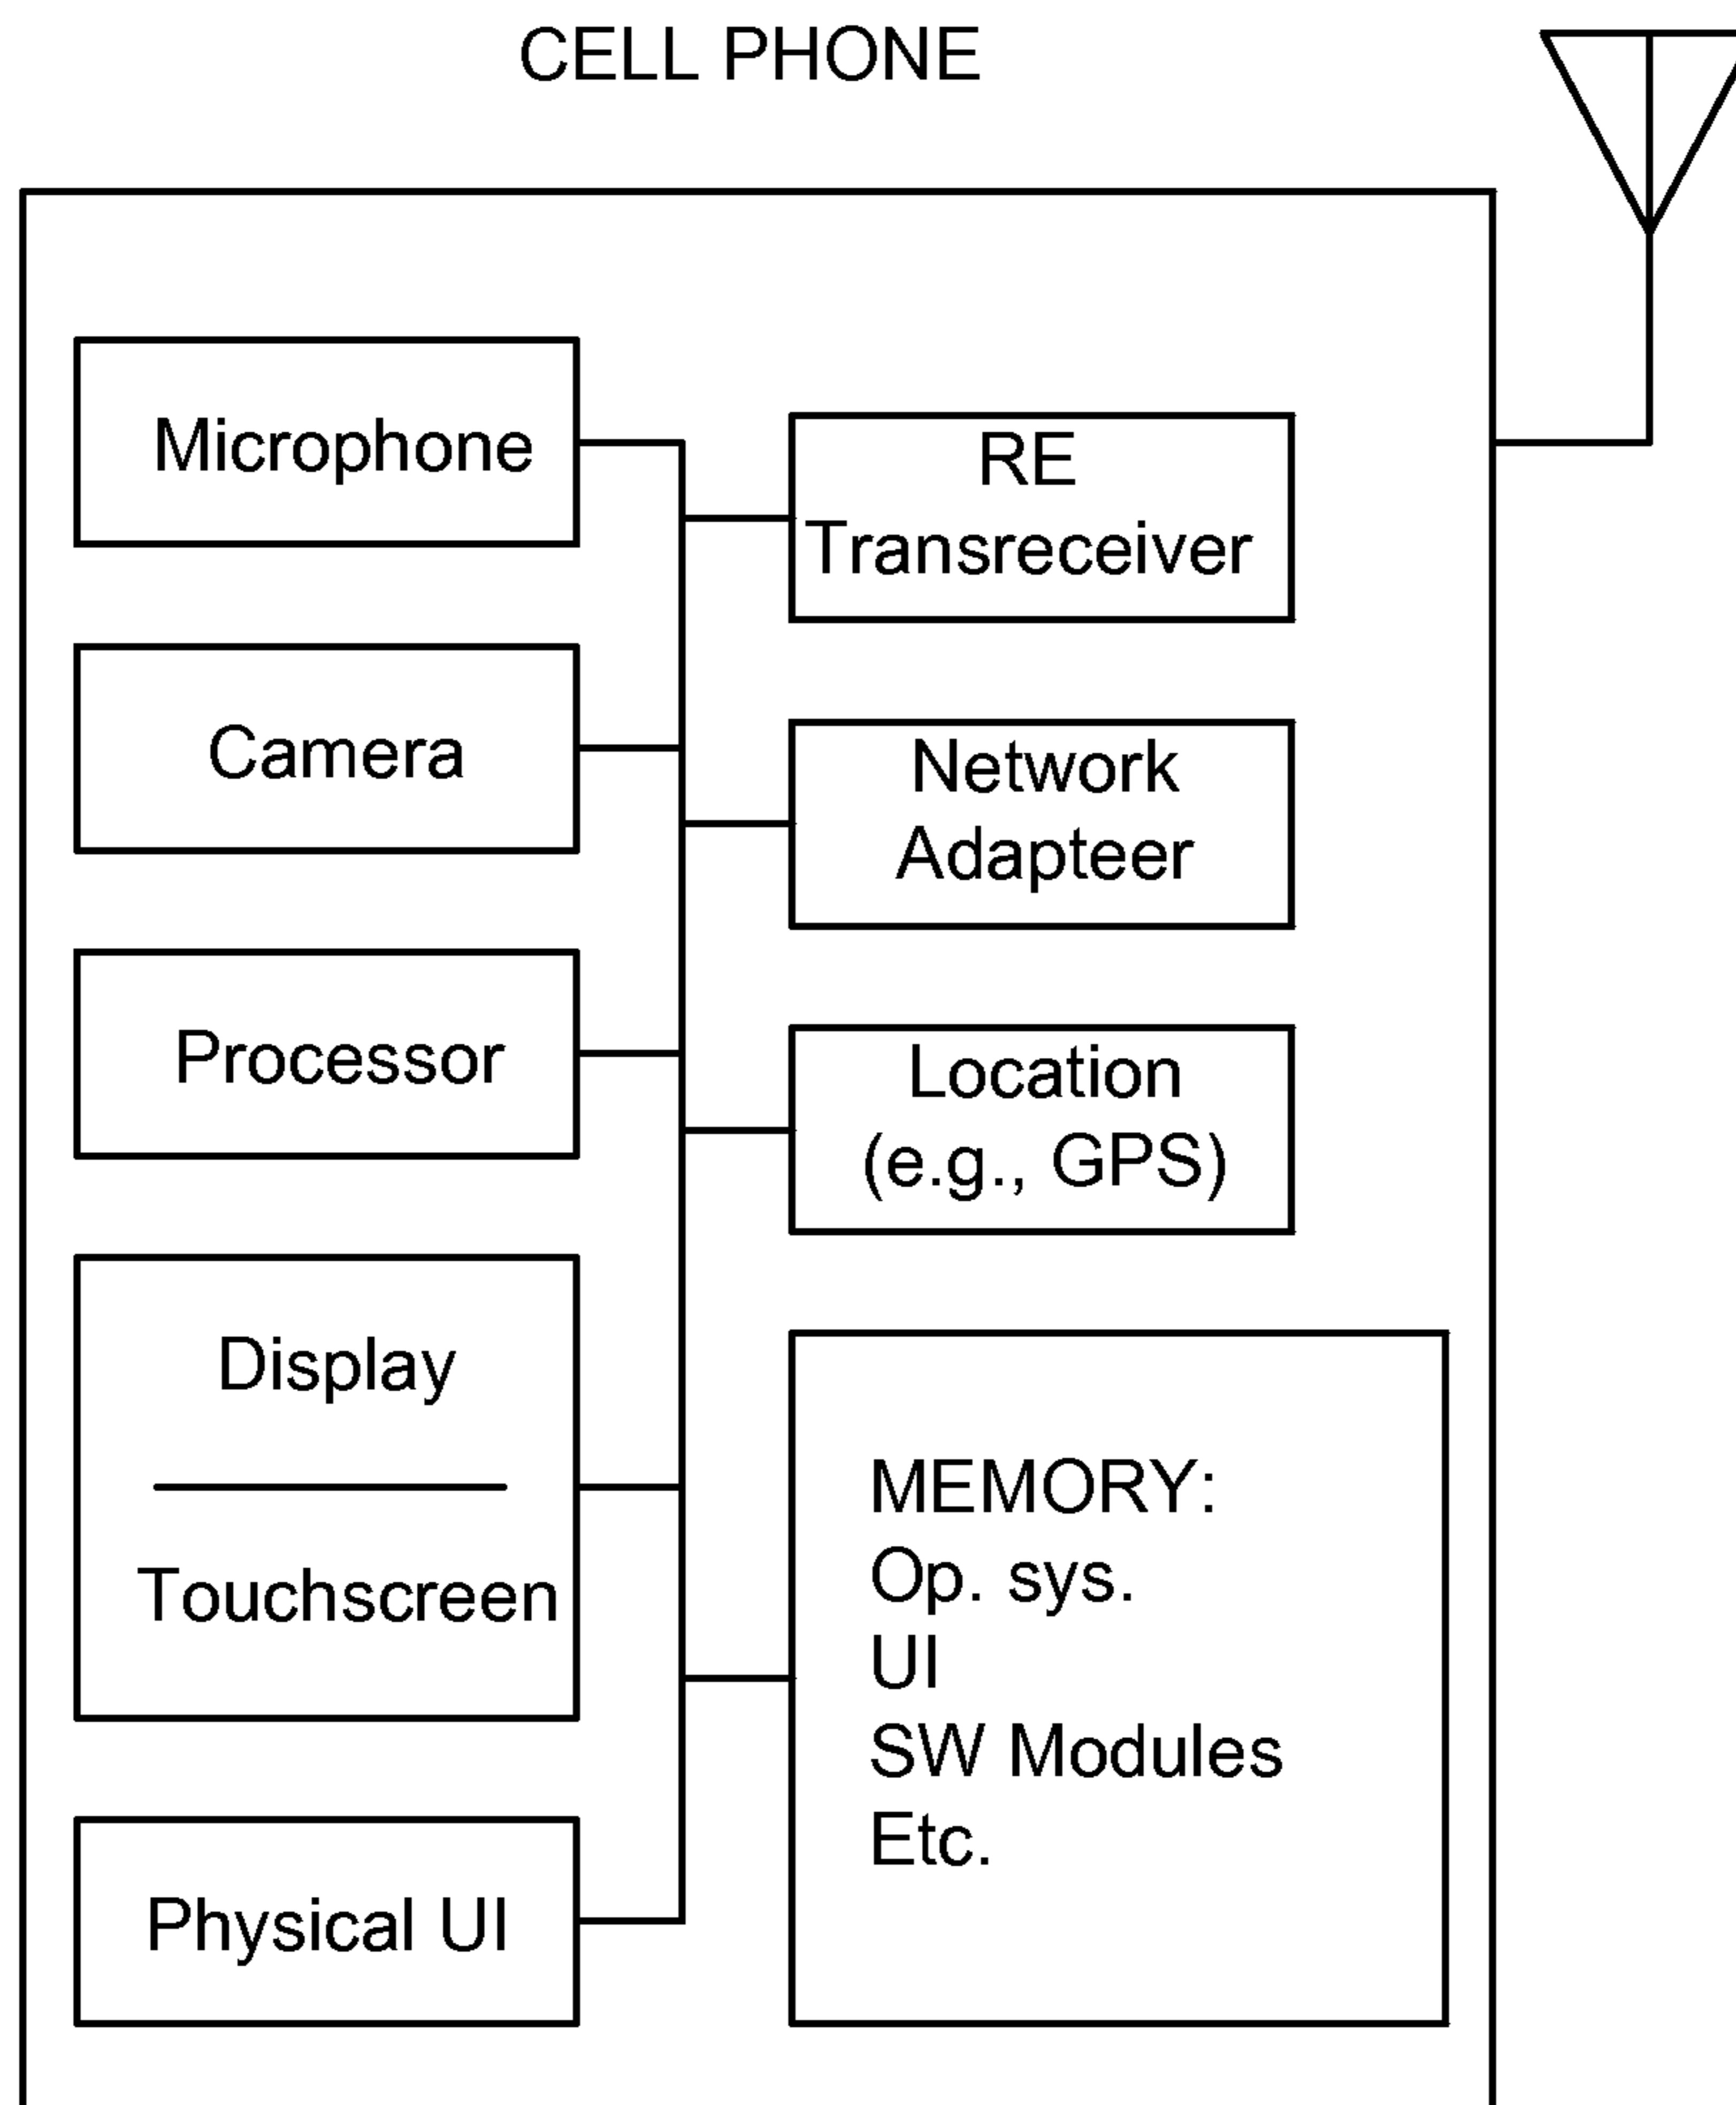 CELL PHONE
Microphone
RE
Transreceiver
Camera
Network
Adapteer
Processor
Location
(e.g., GPS)
Display
Touchscreen
MEMORY:
Op. sys.
UI
SW Modules
Etc.
Physical UI